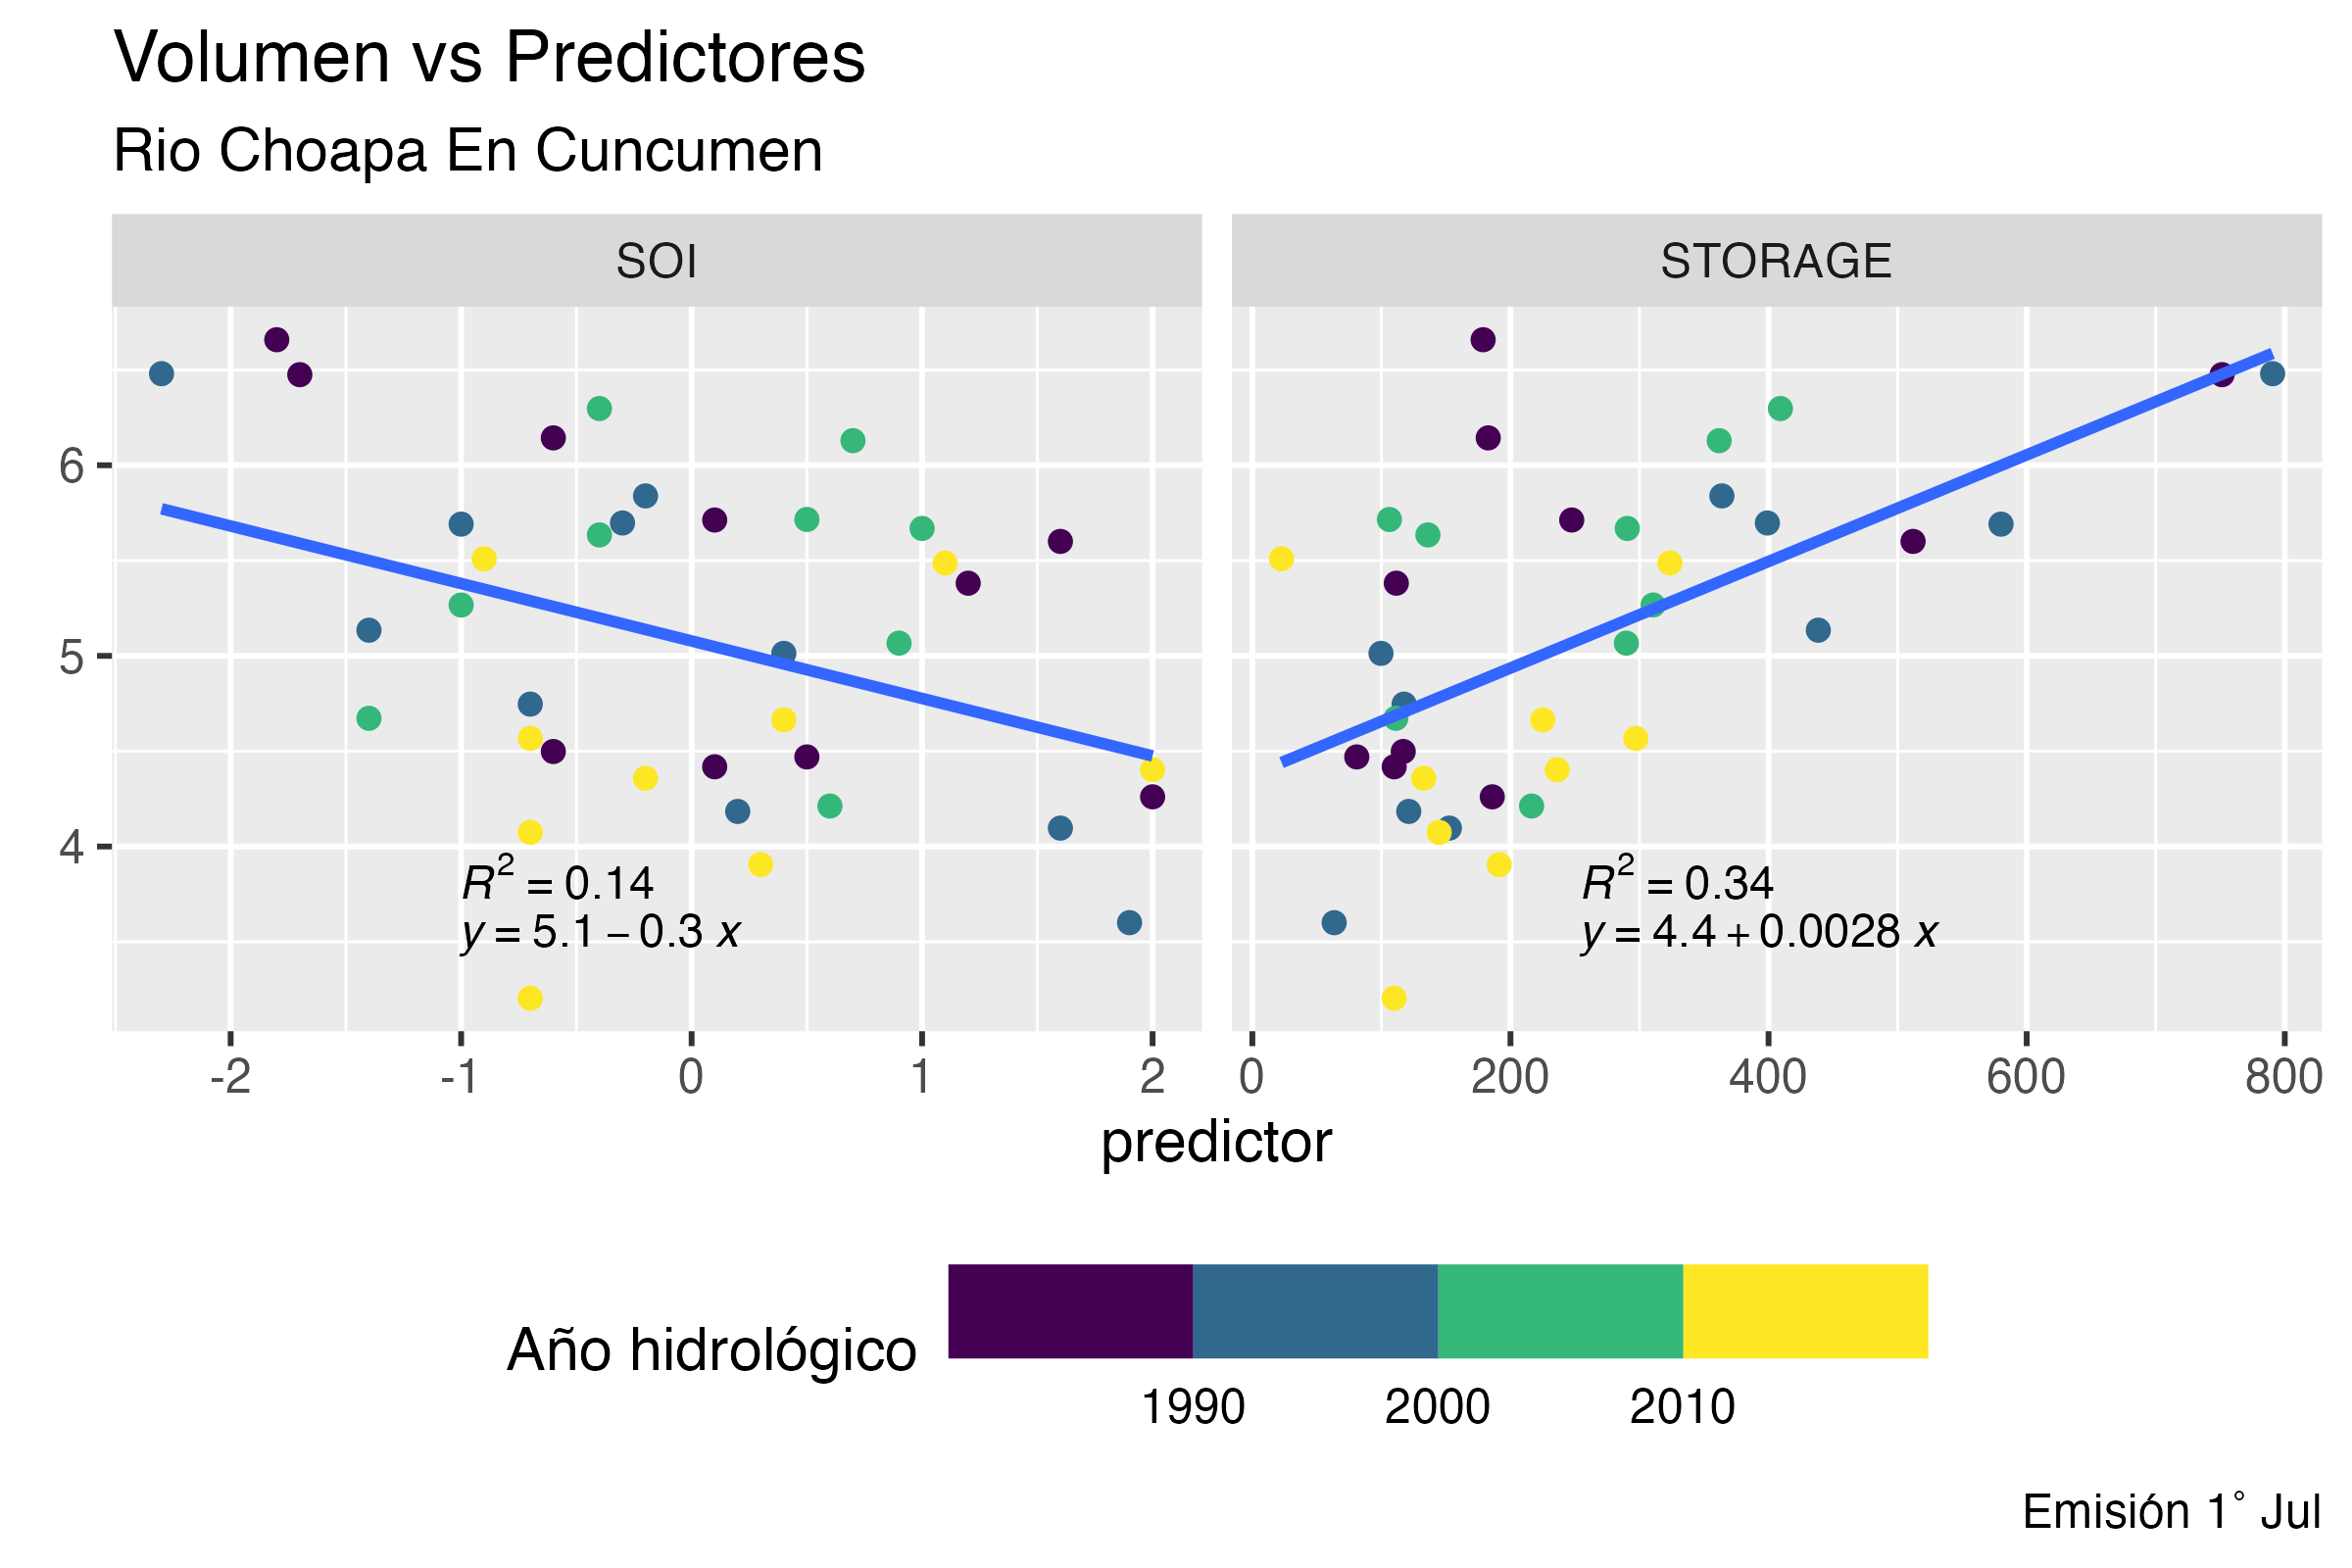 Volumen vs Predictores
Rio Choapa En Cuncumen
SOI
STORAGE
6
5
4
R² = 0.14
y = 5.1 − 0.3 x
R² = 0.34
y = 4.4 + 0.0028 x
-2 -1 0 1 2
0 200 400 600 800
predictor
Año hidrológico
1990 2000 2010
Emisión 1° Jul